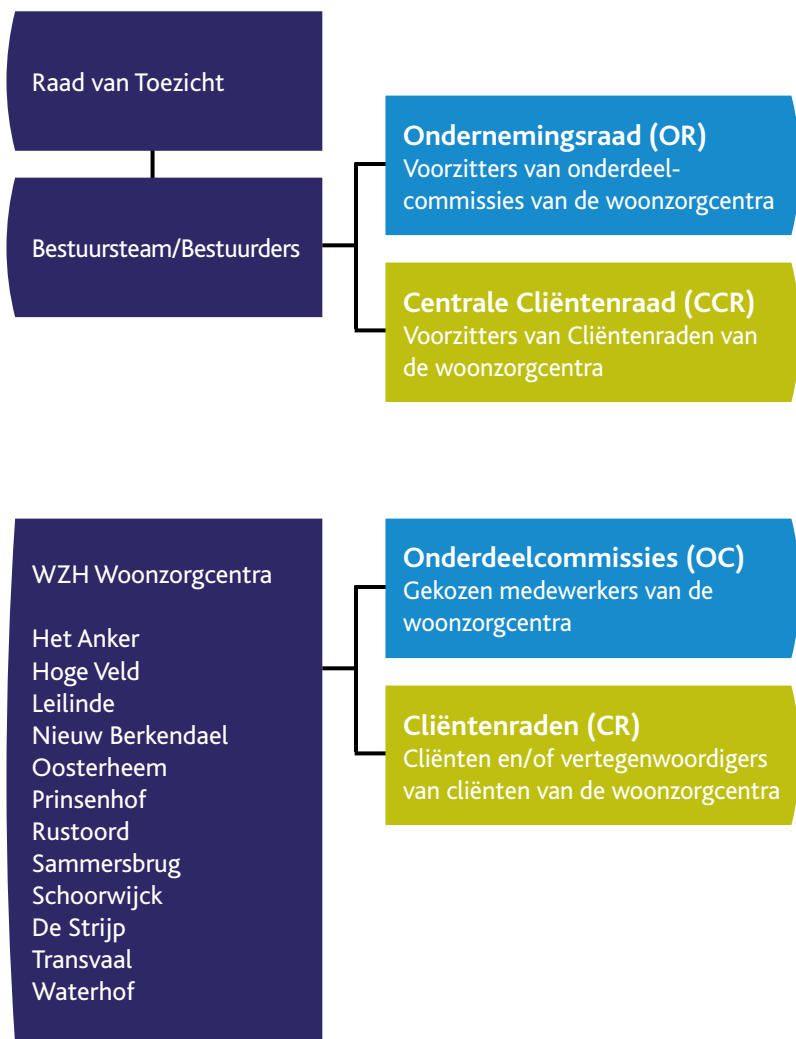 Raad van Toezicht
Bestuursteam/Bestuurders
Ondernemingsraad (OR)
Voorzitters van onderdeel-
commissies van de woonzorgcentra
Centrale Cliëntenraad (CCR)
Voorzitters van Cliëntenraden van
de woonzorgcentra
WZH Woonzorgcentra
Het Anker
Hoge Veld
Leilinde
Nieuw Berkendael
Oosterheem
Prinsenhof
Rustoord
Sammersbrug
Schoorwijck
De Strijp
Transvaal
Waterhof
Onderdeelcommissies (OC)
Gekozen medewerkers van de
woonzorgcentra
Cliëntenraden (CR)
Cliënten en/of vertegenwoordigers
van cliënten van de woonzorgcentra